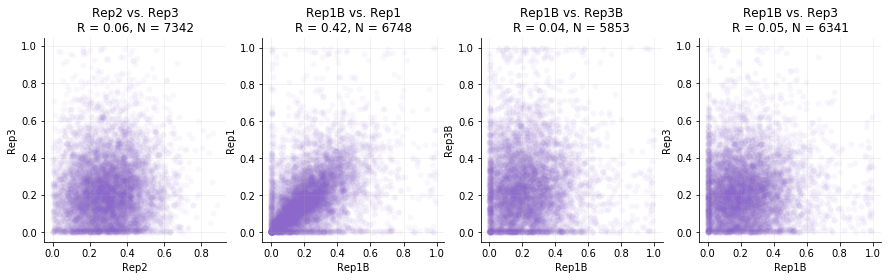 Rep2 vs. Rep3
R = 0.06, N = 7342
1.0
0.8
0.6
0.4
0.2
0.0
Rep3
0.0 0.2 0.4 0.6 0.8
Rep2
Rep1B vs. Rep1
R = 0.42, N = 6748
1.0
0.8
0.6
0.4
0.2
0.0
Rep1
0.0 0.2 0.4 0.6 0.8 1.0
Rep1B
Rep1B vs. Rep3B
R = 0.04, N = 5853
1.0
0.8
0.6
0.4
0.2
0.0
Rep3B
0.0 0.2 0.4 0.6 0.8 1.0
Rep1B
Rep1B vs. Rep3
R = 0.05, N = 6341
1.0
0.8
0.6
0.4
0.2
0.0
Rep3
0.0 0.2 0.4 0.6 0.8 1.0
Rep1B